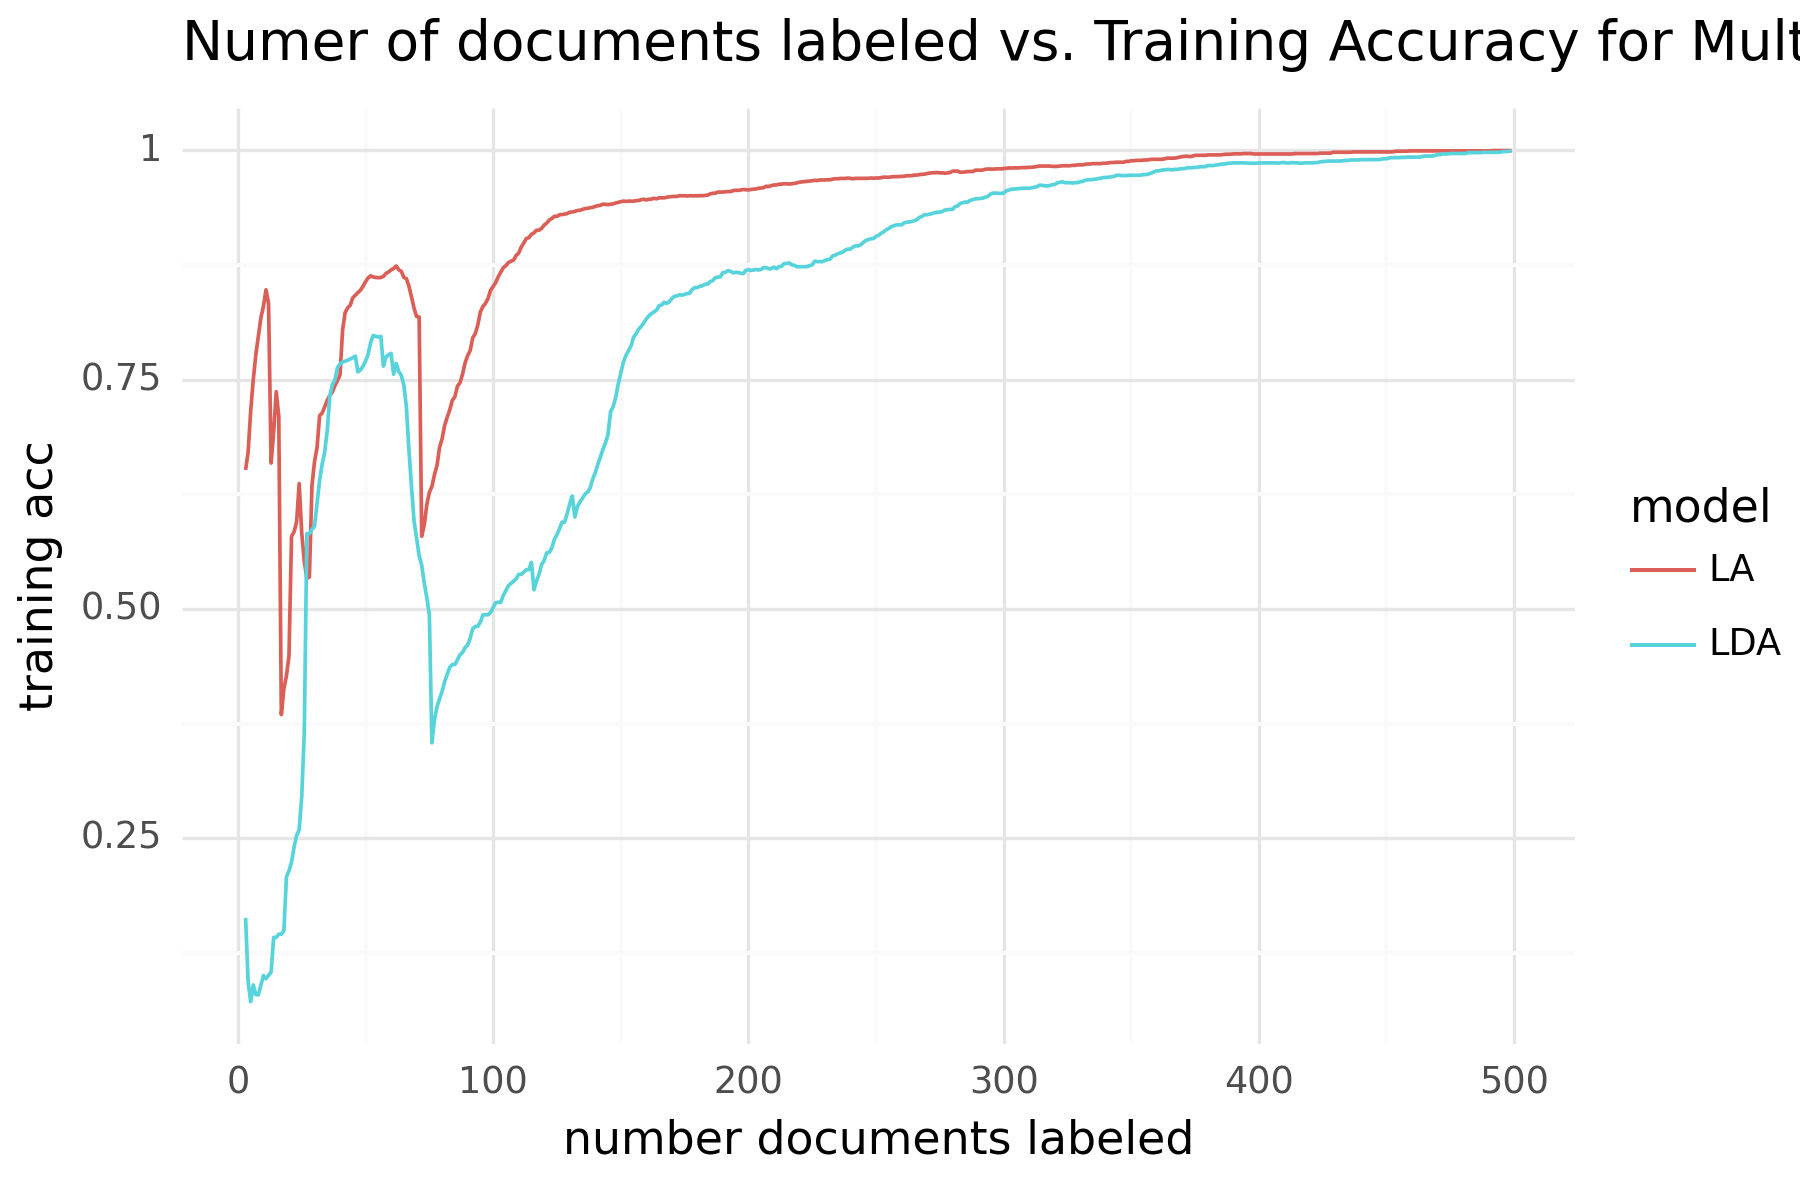 Numer of documents labeled vs. Training Accuracy for Mult
1
0.75
0.50
0.25
training acc
0 100 200 300 400 500
number documents labeled
model
LA
LDA